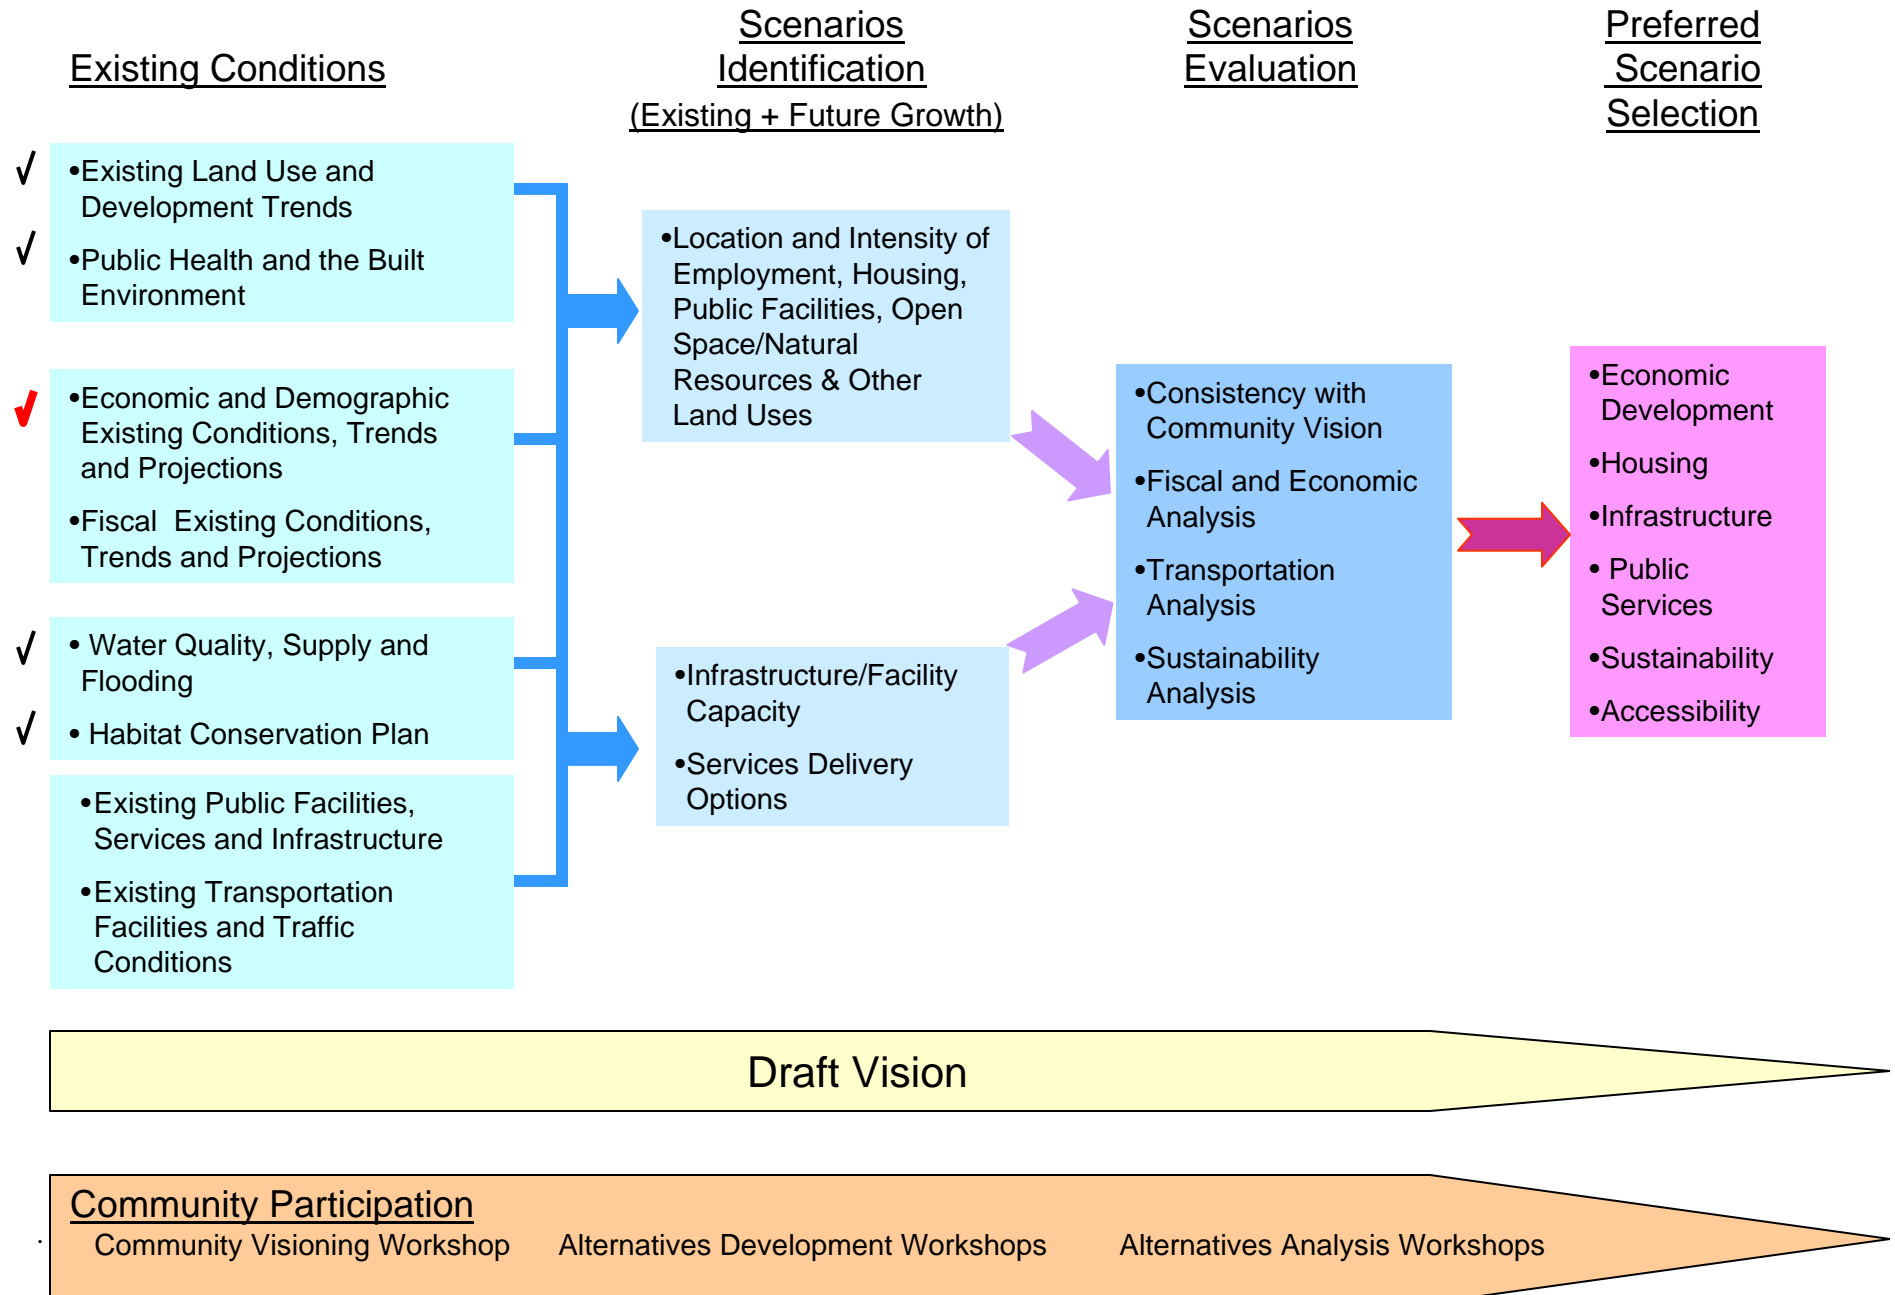 Existing Conditions
Scenarios
Identification
(Existing + Future Growth)
Scenarios
Evaluation
Preferred
Scenario
Selection
√ •Existing Land Use and
Development Trends
√ •Public Health and the Built
Environment
√ •Economic and Demographic
Existing Conditions, Trends
and Projections
•Fiscal Existing Conditions,
Trends and Projections
√ • Water Quality, Supply and
Flooding
√ • Habitat Conservation Plan
•Existing Public Facilities,
Services and Infrastructure
•Existing Transportation
Facilities and Traffic
Conditions
•Location and Intensity of
Employment, Housing,
Public Facilities, Open
Space/Natural
Resources & Other
Land Uses
•Infrastructure/Facility
Capacity
•Services Delivery
Options
•Consistency with
Community Vision
•Fiscal and Economic
Analysis
•Transportation
Analysis
•Sustainability
Analysis
•Economic
Development
•Housing
•Infrastructure
• Public
Services
•Sustainability
•Accessibility
Draft Vision
Community Participation
. Community Visioning Workshop Alternatives Development Workshops Alternatives Analysis Workshops